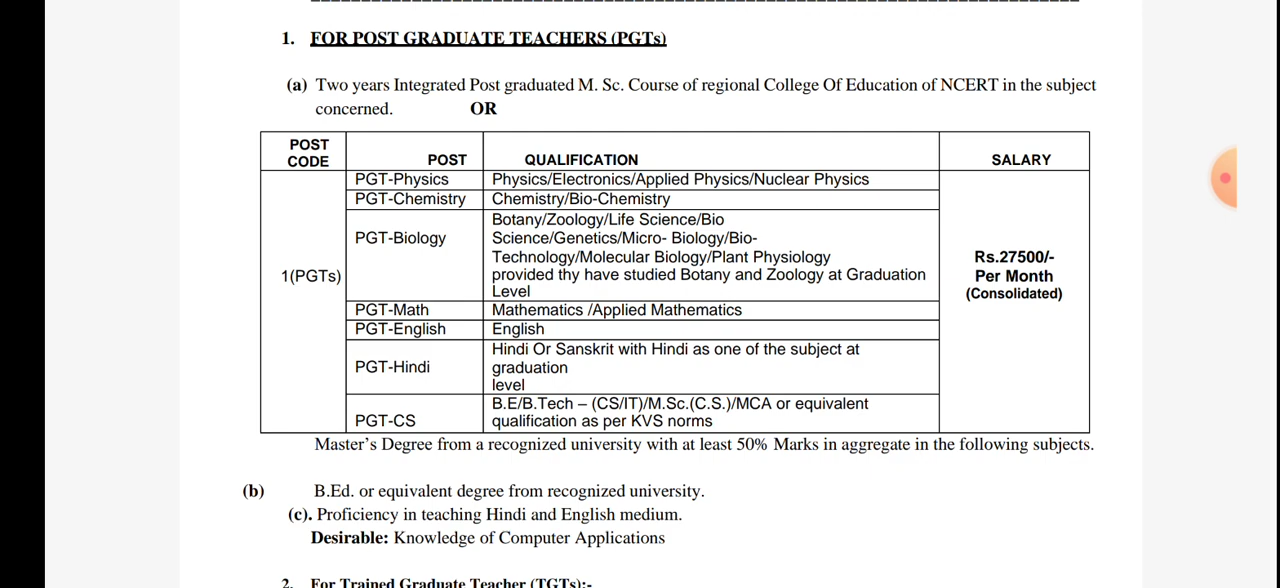 1. FOR POST GRADUATE TEACHERS (PGTs)
(a) Two years Integrated Post graduated M. Sc. Course of regional College Of Education of NCERT in the subject
concerned. OR
POST CODE POST QUALIFICATION SALARY
1(PGTs)
PGT-Physics Physics/Electronics/Applied Physics/Nuclear Physics
PGT-Chemistry Chemistry/Bio-Chemistry
PGT-Biology
Botany/Zoology/Life Science/Bio
Science/Genetics/Micro- Biology/Bio-
Technology/Molecular Biology/Plant Physiology
provided thy have studied Botany and Zoology at Graduation
Level
PGT-Math Mathematics /Applied Mathematics
PGT-English English
PGT-Hindi
Hindi Or Sanskrit with Hindi as one of the subject at
graduation
level
PGT-CS
B.E/B.Tech – (CS/IT)/M.Sc.(C.S.)/MCA or equivalent
qualification as per KVS norms
Rs.27500/-
Per Month
(Consolidated)
Master's Degree from a recognized university with at least 50% Marks in aggregate in the following subjects.
(b) B.Ed. or equivalent degree from recognized university.
(c). Proficiency in teaching Hindi and English medium.
Desirable: Knowledge of Computer Applications
2. For Trained Graduate Teacher (TGTs):-